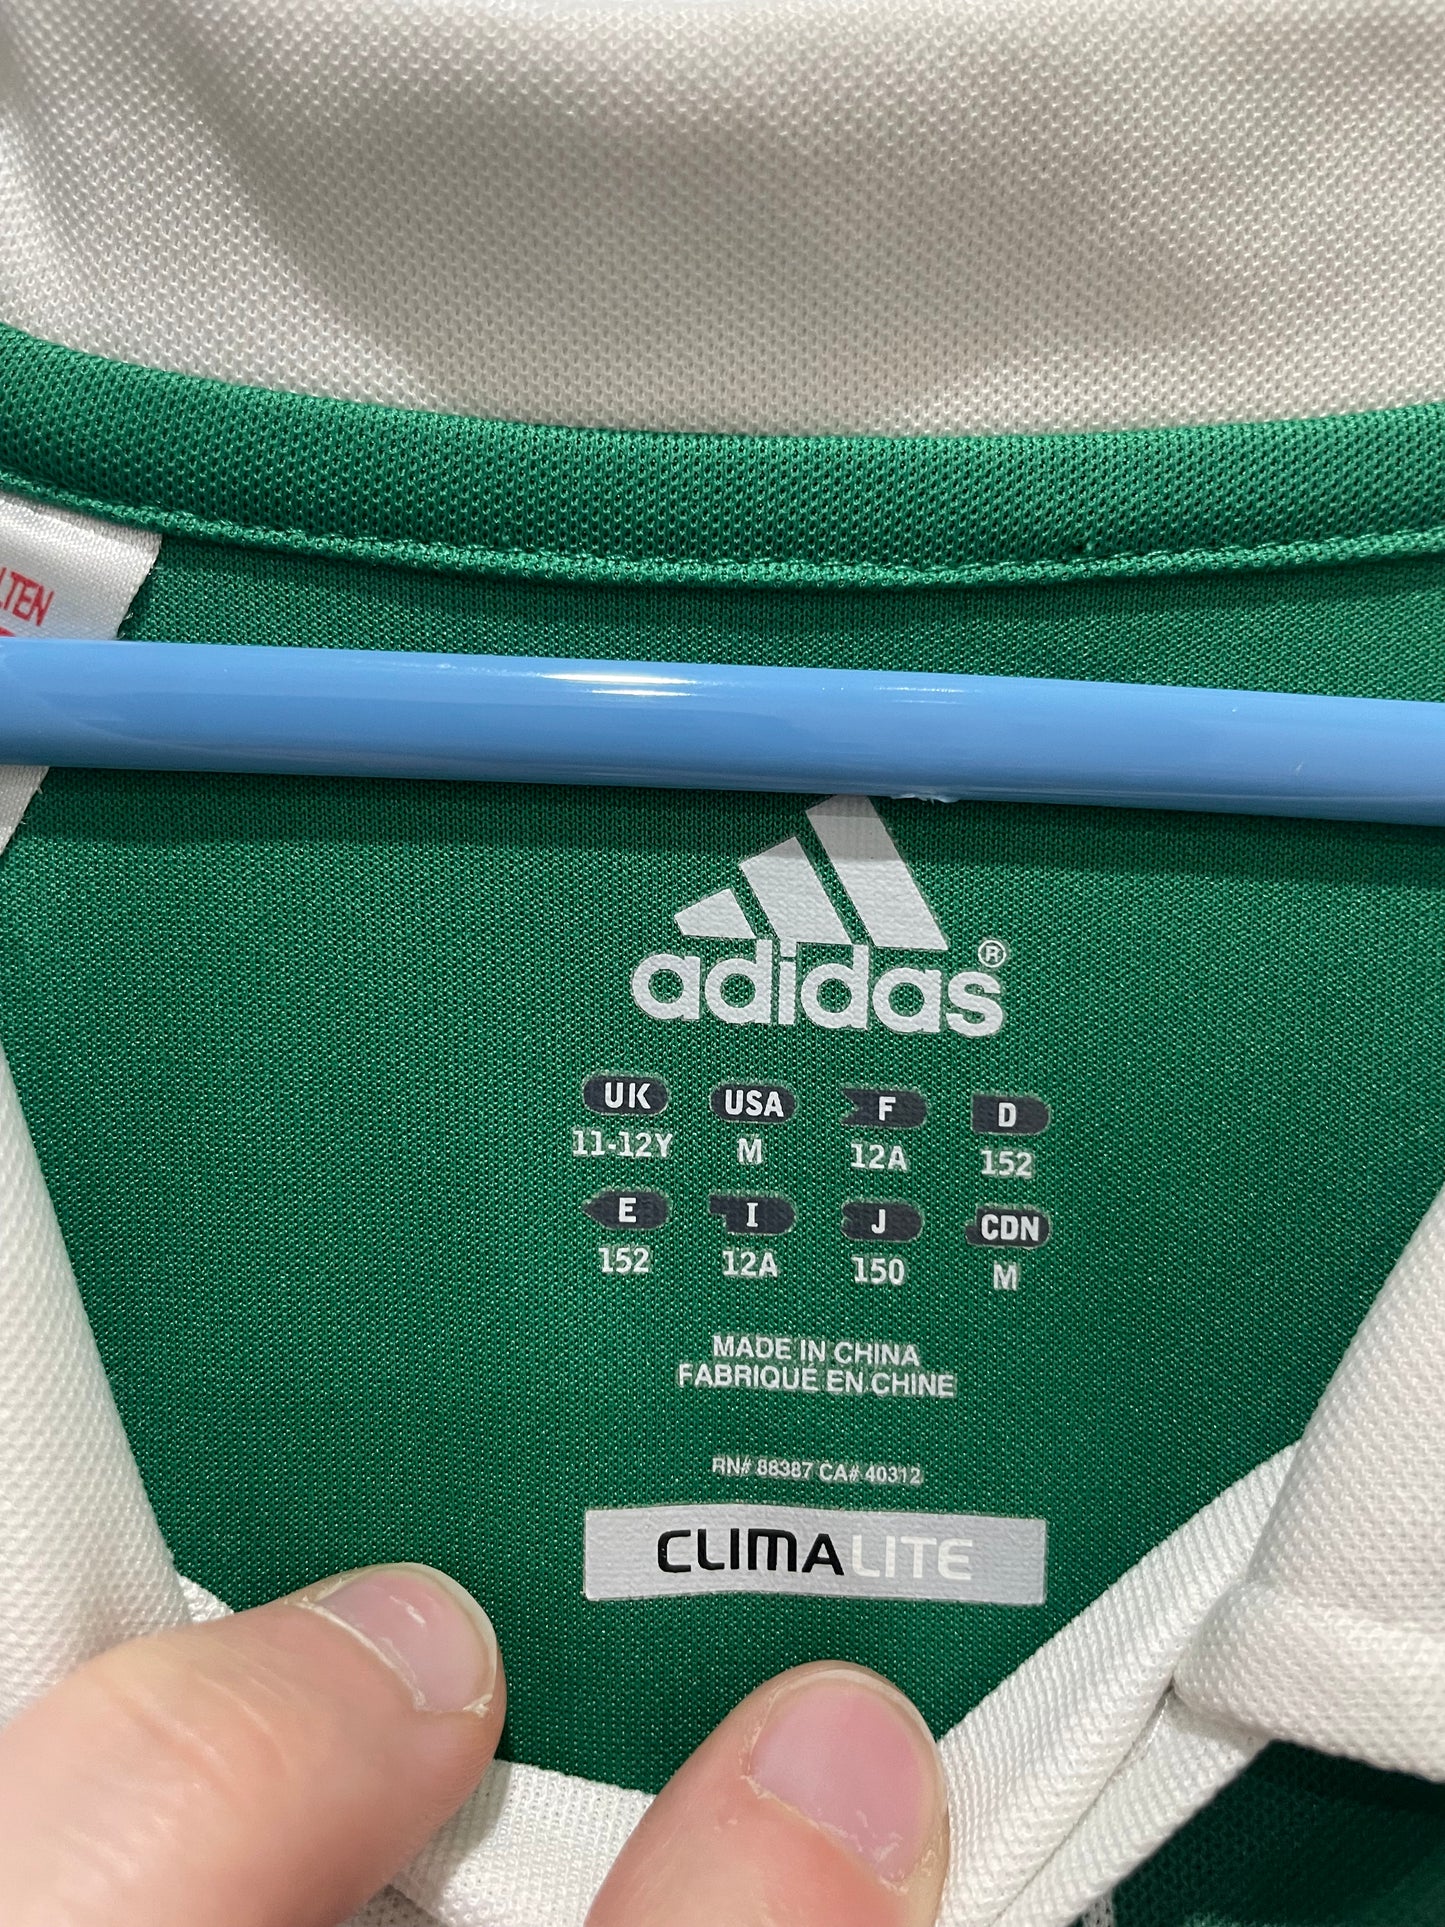 LTEN
adidas®
UK USA F D
11-12Y M 12A 152
E I J CDN
152 12A 150 M
MADE IN CHINA
FABRIQUE EN CHINE
RN# 88387 CA# 40312
CLIMALITE